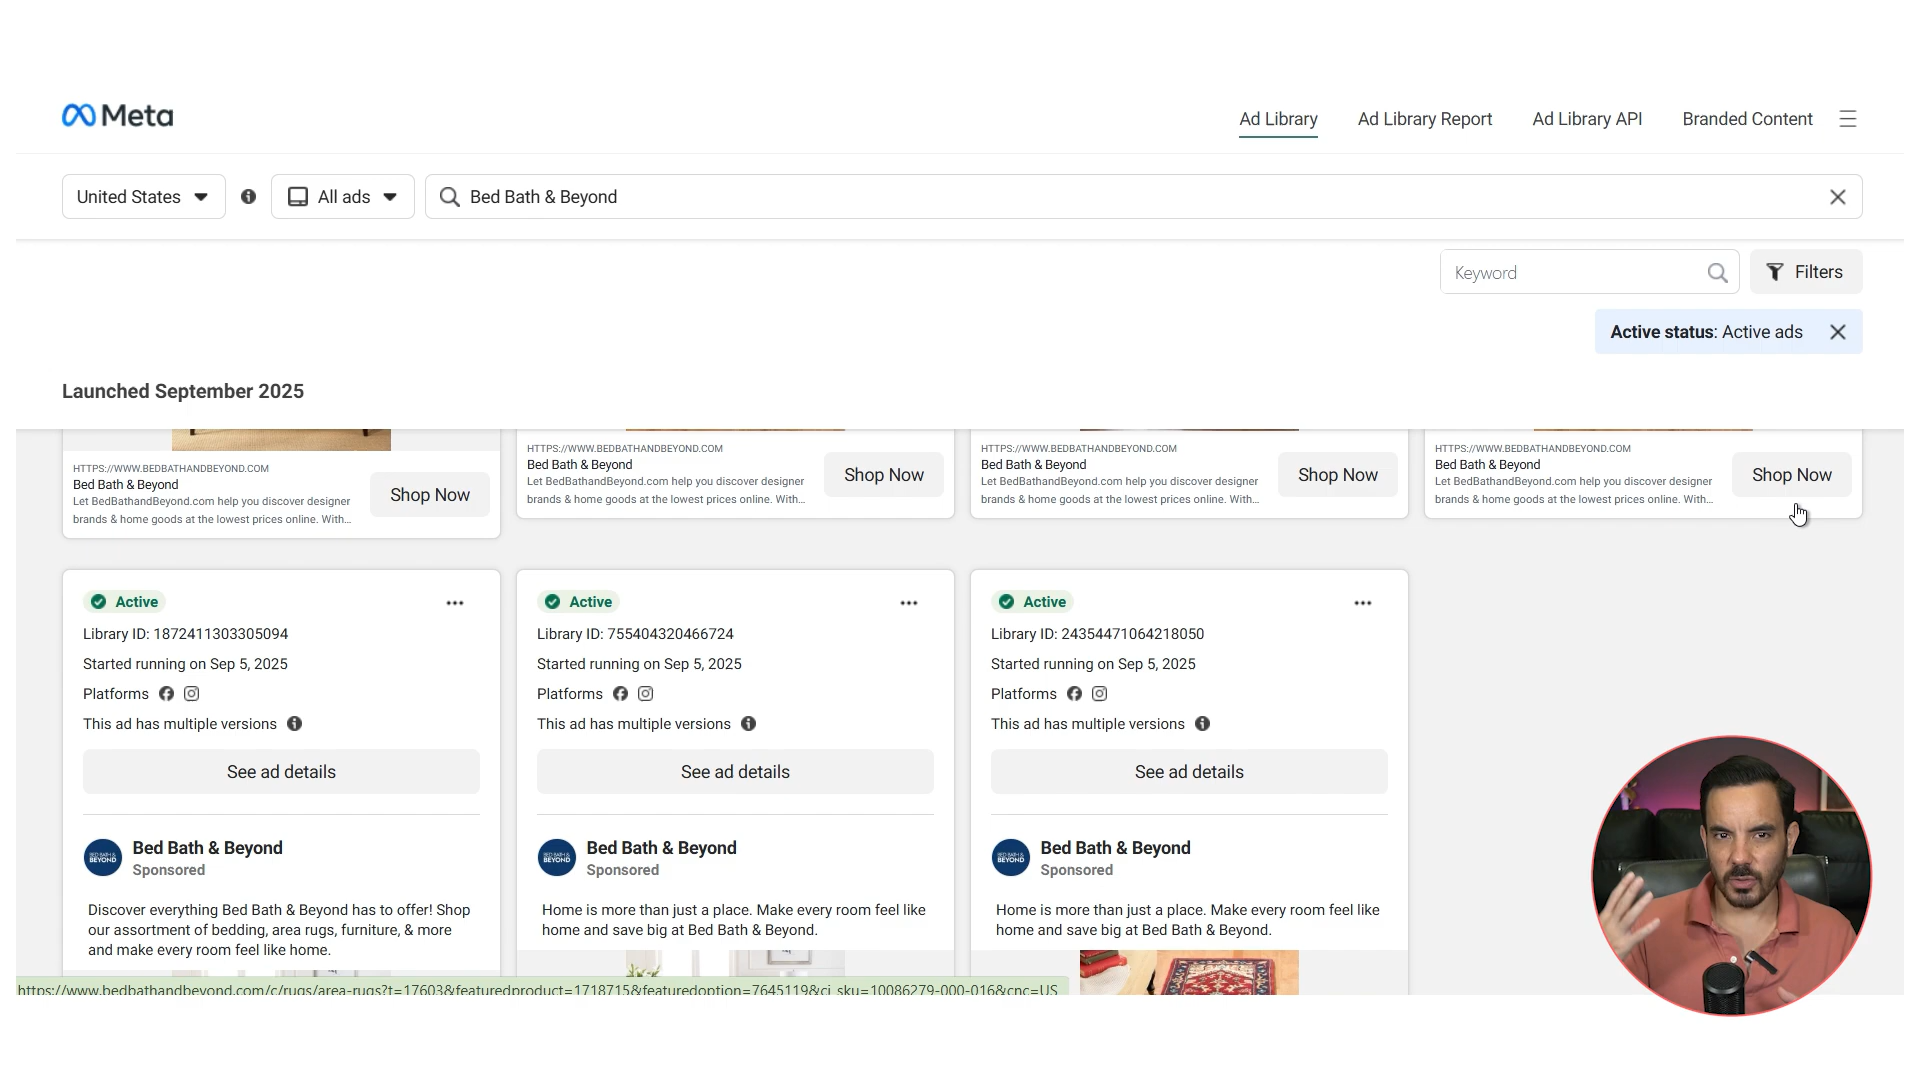 Meta
Ad Library
Ad Library Report
Ad Library API
Branded Content
United States
All ads
Bed Bath & Beyond
Keyword
Filters
Active status: Active ads
Launched September 2025
HTTPS://WWW.BEDBATHANDBEYOND.COM
Bed Bath & Beyond
Let BedBathandBeyond.com help you discover designer
brands & home goods at the lowest prices online. With...
Shop Now
HTTPS://WWW.BEDBATHANDBEYOND.COM
Bed Bath & Beyond
Let BedBathandBeyond.com help you discover designer
brands & home goods at the lowest prices online. With...
Shop Now
HTTPS://WWW.BEDBATHANDBEYOND.COM
Bed Bath & Beyond
Let BedBathandBeyond.com help you discover designer
brands & home goods at the lowest prices online. With...
Shop Now
HTTPS://WWW.BEDBATHANDBEYOND.COM
Bed Bath & Beyond
Let BedBathandBeyond.com help you discover designer
brands & home goods at the lowest prices online. With...
Shop Now
Active
Library ID: 1872411303305094
Started running on Sep 5, 2025
Platforms
This ad has multiple versions
See ad details
BED BATH &
BEYOND
Bed Bath & Beyond
Sponsored
Discover everything Bed Bath & Beyond has to offer! Shop
our assortment of bedding, area rugs, furniture, & more
and make every room feel like home.
Active
Library ID: 755404320466724
Started running on Sep 5, 2025
Platforms
This ad has multiple versions
See ad details
BED BATH &
BEYOND
Bed Bath & Beyond
Sponsored
Home is more than just a place. Make every room feel like
home and save big at Bed Bath & Beyond.
Active
Library ID: 24354471064218050
Started running on Sep 5, 2025
Platforms
This ad has multiple versions
See ad details
BED BATH &
BEYOND
Bed Bath & Beyond
Sponsored
Home is more than just a place. Make every room feel like
home and save big at Bed Bath & Beyond.
https://www.bedbathandbeyond.com/c/rugs/area-rugs?t=17603&featuredproduct=1718715&featuredoption=7645119&ci_sku=10086279-000-016&cnc=US